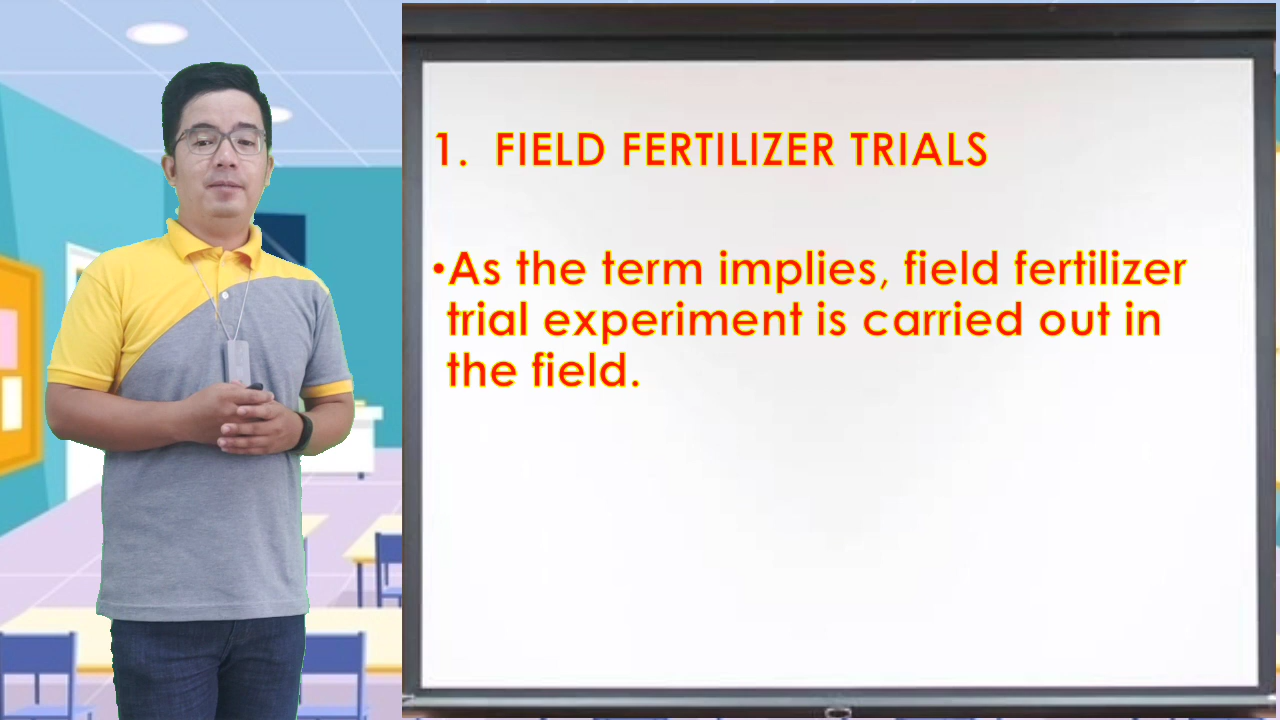 1. FIELD FERTILIZER TRIALS
•As the term implies, field fertilizer
trial experiment is carried out in
the field.